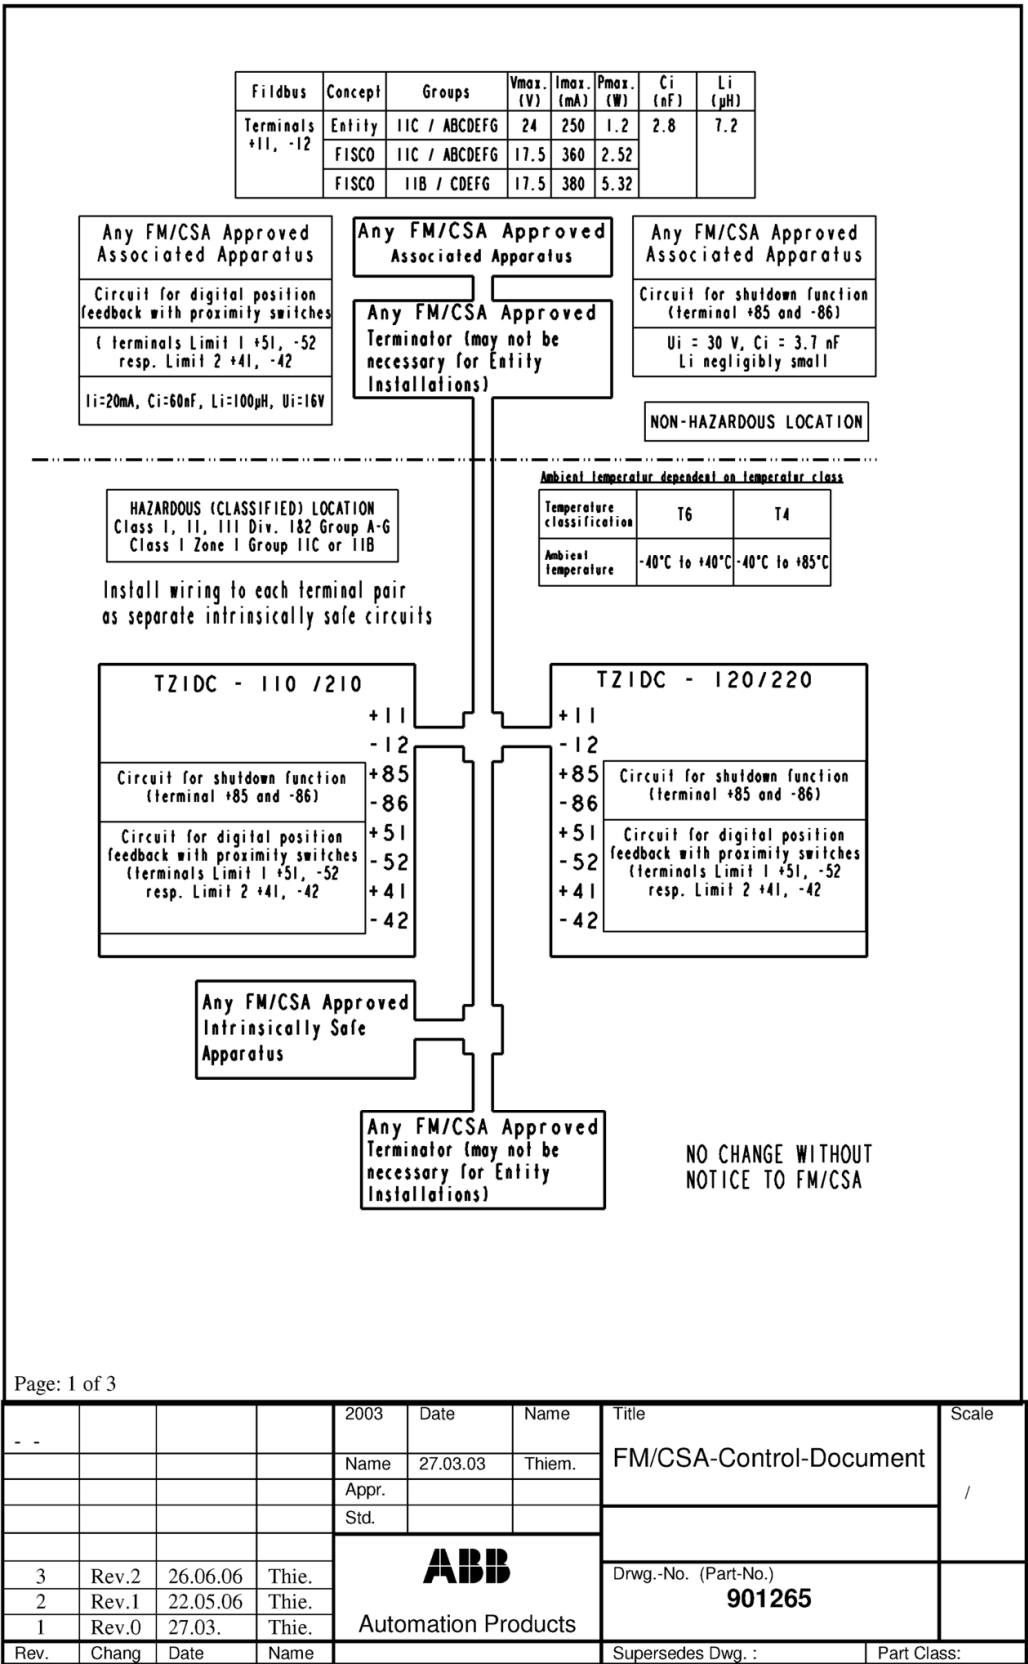 Fildbus Concept Groups Vmax. (V) Imax. (mA) Pmax. (W) Ci (nF) Li (µH)
Terminals +11, -12 Entity IIC / ABCDEFG 24 250 1.2 2.8 7.2
FISCO IIC / ABCDEFG 17.5 360 2.52
FISCO IIB / CDEFG 17.5 380 5.32
Any FM/CSA Approved
Associated Apparatus
Circuit for digital position
feedback with proximity switches
( terminals Limit 1 +51, -52
resp. Limit 2 +41, -42
Ii=20mA, Ci=60nF, Li=100µH, Ui=16V
Any FM/CSA Approved
Associated Apparatus
Any FM/CSA Approved
Terminator (may not be
necessary for Entity
Installations)
Any FM/CSA Approved
Associated Apparatus
Circuit for shutdown function
(terminal +85 and -86)
Ui = 30 V, Ci = 3.7 nF
Li negligibly small
NON-HAZARDOUS LOCATION
HAZARDOUS (CLASSIFIED) LOCATION
Class I, II, III Div. 1&2 Group A-G
Class 1 Zone 1 Group IIC or IIB
Install wiring to each terminal pair
as separate intrinsically safe circuits
Ambient temperatur dependent on temperatur class
Temperature classification T6 T4
Ambient temperature -40°C to +40°C -40°C to +85°C
TZIDC - 110 /210
+11
-12
+85
-86
+51
-52
+41
-42
Circuit for shutdown function
(terminal +85 and -86)
Circuit for digital position
feedback with proximity switches
(terminals Limit 1 +51, -52
resp. Limit 2 +41, -42
TZIDC - 120/220
+11
-12
+85
-86
+51
-52
+41
-42
Circuit for shutdown function
(terminal +85 and -86)
Circuit for digital position
feedback with proximity switches
(terminals Limit 1 +51, -52
resp. Limit 2 +41, -42
Any FM/CSA Approved
Intrinsically Safe
Apparatus
Any FM/CSA Approved
Terminator (may not be
necessary for Entity
Installations)
NO CHANGE WITHOUT
NOTICE TO FM/CSA
Page: 1 of 3
2003 Date Name Title Scale
- -
Name 27.03.03 Thiem. FM/CSA-Control-Document
Appr. /
Std.
ABB
Automation Products
Drwg.-No. (Part-No.)
901265
3 Rev.2 26.06.06 Thie.
2 Rev.1 22.05.06 Thie.
1 Rev.0 27.03. Thie.
Rev. Chang Date Name Supersedes Dwg. : Part Class: